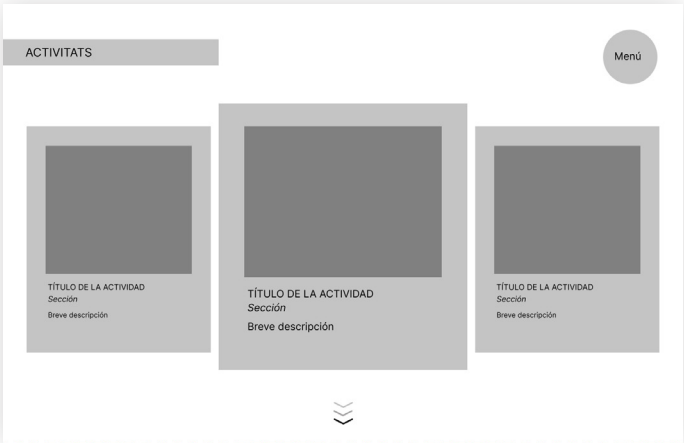 ACTIVITATS
Menú
TÍTULO DE LA ACTIVIDAD
Sección
Breve descripción
TÍTULO DE LA ACTIVIDAD
Sección
Breve descripción
TÍTULO DE LA ACTIVIDAD
Sección
Breve descripción